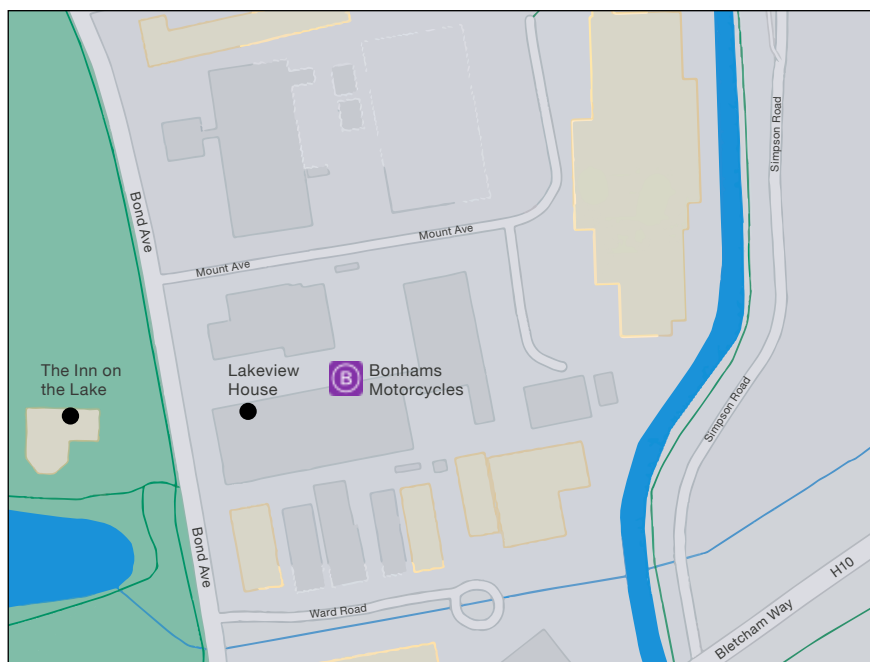 Simpson Road
Bond Ave
Mount Ave
Mount Ave
The Inn on
the Lake
Lakeview
House
B
Bonhams
Motorcycles
Simpson Road
Bond Ave
Ward Road
H10
Bletcham Way